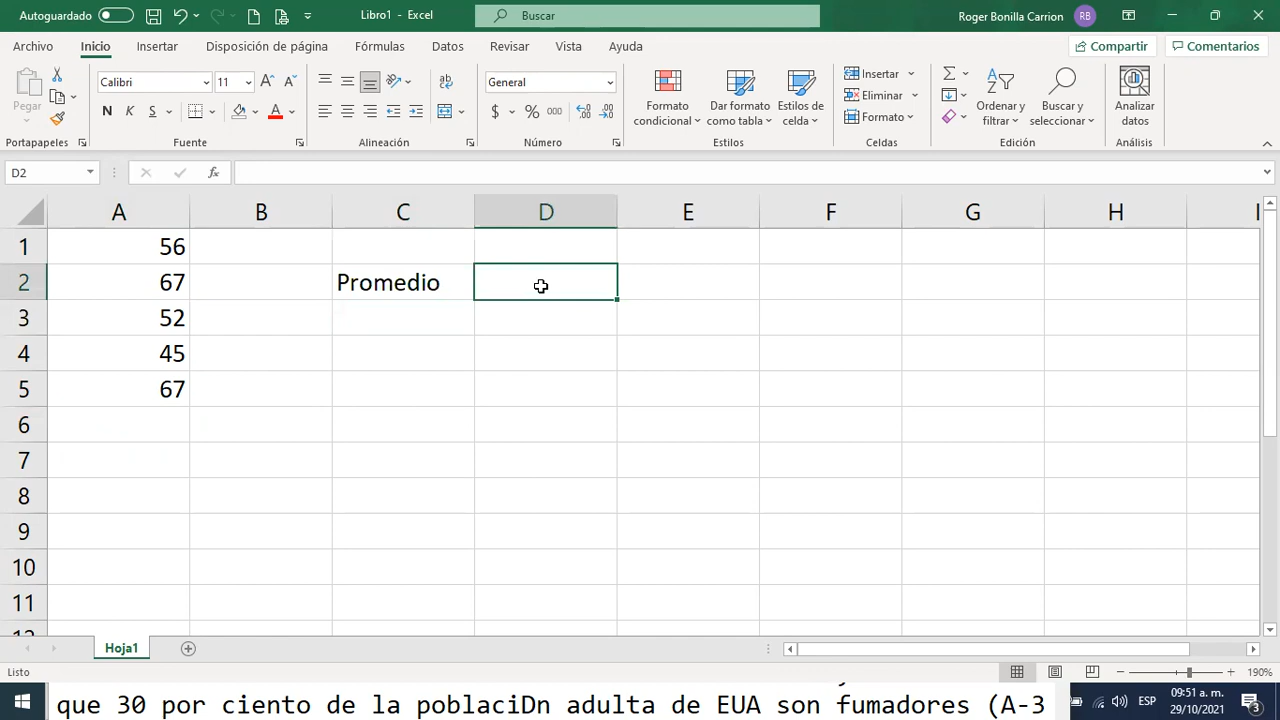 Autoguardado
Libro1 - Excel
Buscar
Roger Bonilla Carrion
RB
Archivo Inicio Insertar Disposición de página Fórmulas Datos Revisar Vista Ayuda
Compartir
Comentarios
Pegar
Calibri 11
N K S
General
$ % 000
Formato condicional
Dar formato como tabla
Estilos de celda
Insertar
Eliminar
Formato
Ordenar y filtrar
Buscar y seleccionar
Analizar datos
Portapapeles Fuente Alineación Número Estilos Celdas Edición Análisis
D2
fx
A B C D E F G H I
1 56
2 67 Promedio
3 52
4 45
5 67
6
7
8
9
10
11
12
Hoja1
Listo
190%
que 30 por ciento de la poblaciDn adulta de EUA son fumadores (A-3
ESP
09:51 a. m.
29/10/2021
3